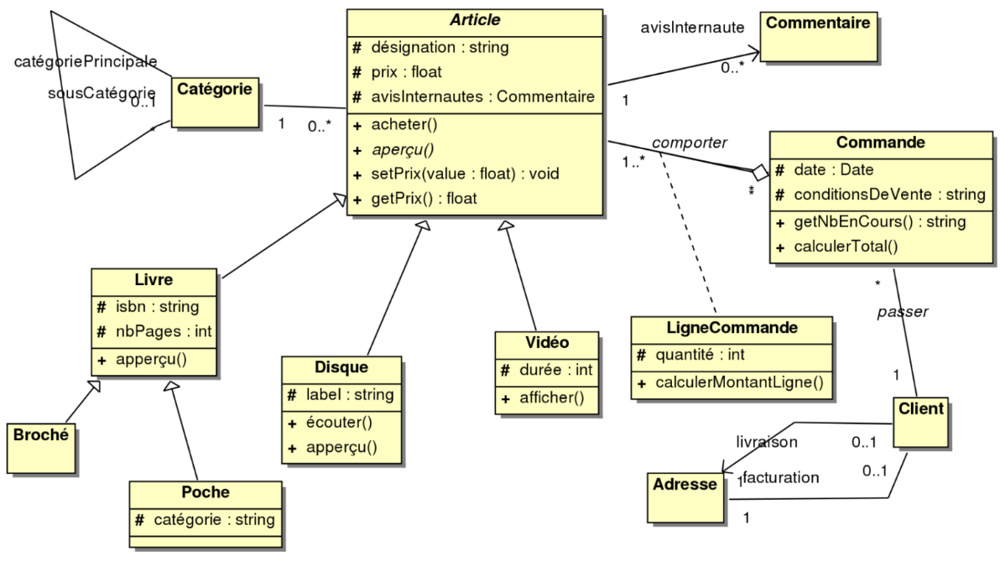 Article
# désignation : string
# prix : float
# avisInternautes : Commentaire
+ acheter()
+ aperçu()
+ setPrix(value : float) : void
+ getPrix() : float
avisInternaute
Commentaire
0..*
1
catégoriePrincipale
sousCatégorie
0..1
*
Catégorie
1
0..*
1..*
comporter
*
*
Commande
# date : Date
# conditionsDeVente : string
+ getNbEnCours() : string
+ calculerTotal()
Livre
# isbn : string
# nbPages : int
+ apperçu()
Disque
# label : string
+ écouter()
+ apperçu()
Vidéo
# durée : int
+ afficher()
LigneCommande
# quantité : int
+ calculerMontantLigne()
*
passer
1
Client
Broché
Poche
# catégorie : string
livraison
0..1
1
facturation
0..1
Adresse
1